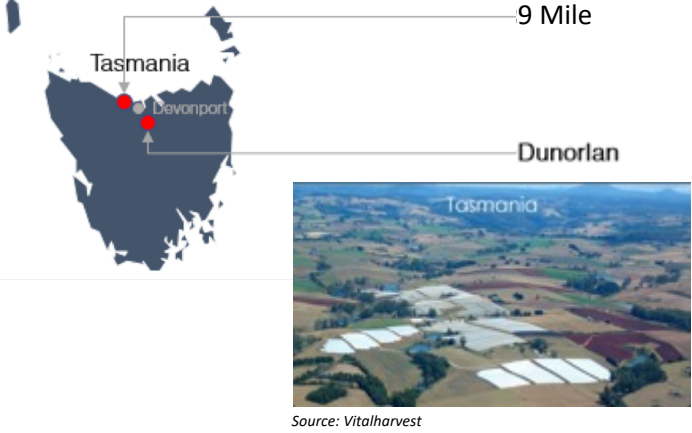 9 Mile
Tasmania
Devonport
Dunorlan
Tasmania
Source: Vitalharvest